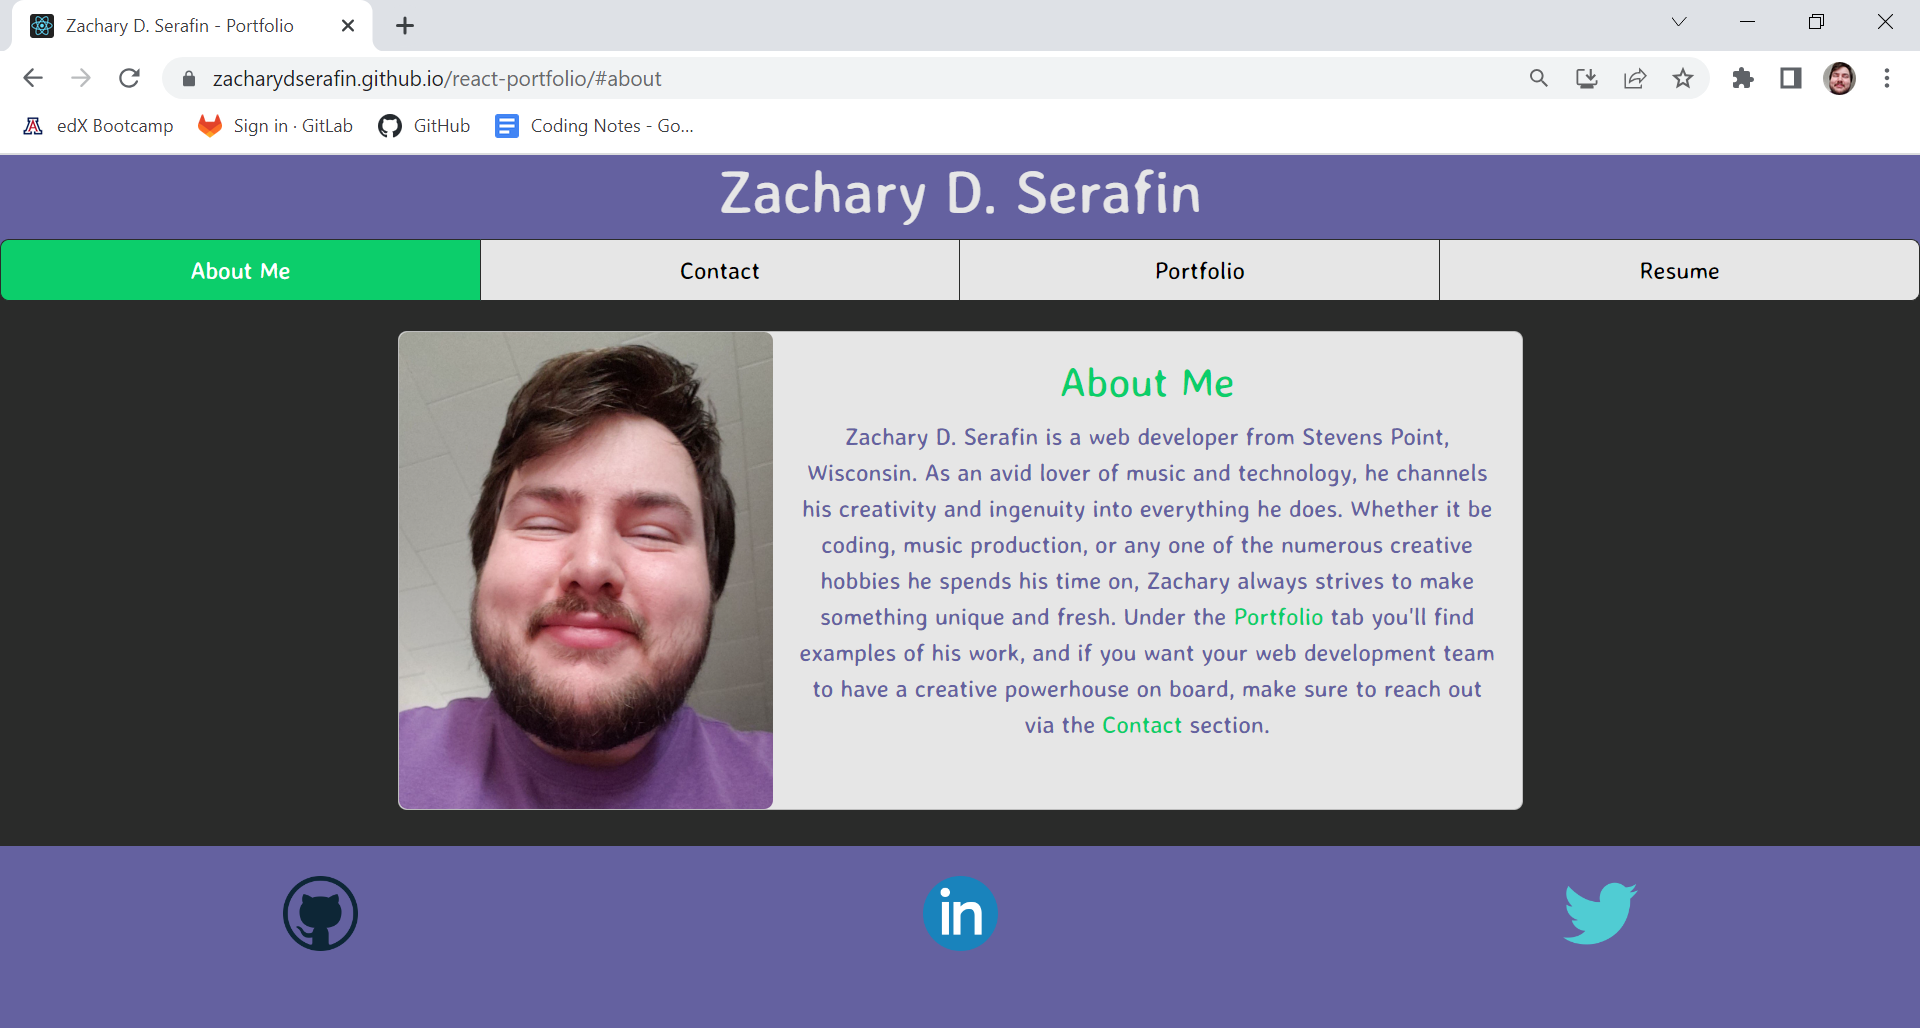 Zachary D. Serafin - Portfolio
zacharydserafin.github.io/react-portfolio/#about
edX Bootcamp
Sign in · GitLab
GitHub
Coding Notes - Go...
Zachary D. Serafin
About Me
Contact
Portfolio
Resume
About Me
Zachary D. Serafin is a web developer from Stevens Point,
Wisconsin. As an avid lover of music and technology, he channels
his creativity and ingenuity into everything he does. Whether it be
coding, music production, or any one of the numerous creative
hobbies he spends his time on, Zachary always strives to make
something unique and fresh. Under the Portfolio tab you'll find
examples of his work, and if you want your web development team
to have a creative powerhouse on board, make sure to reach out
via the Contact section.
in